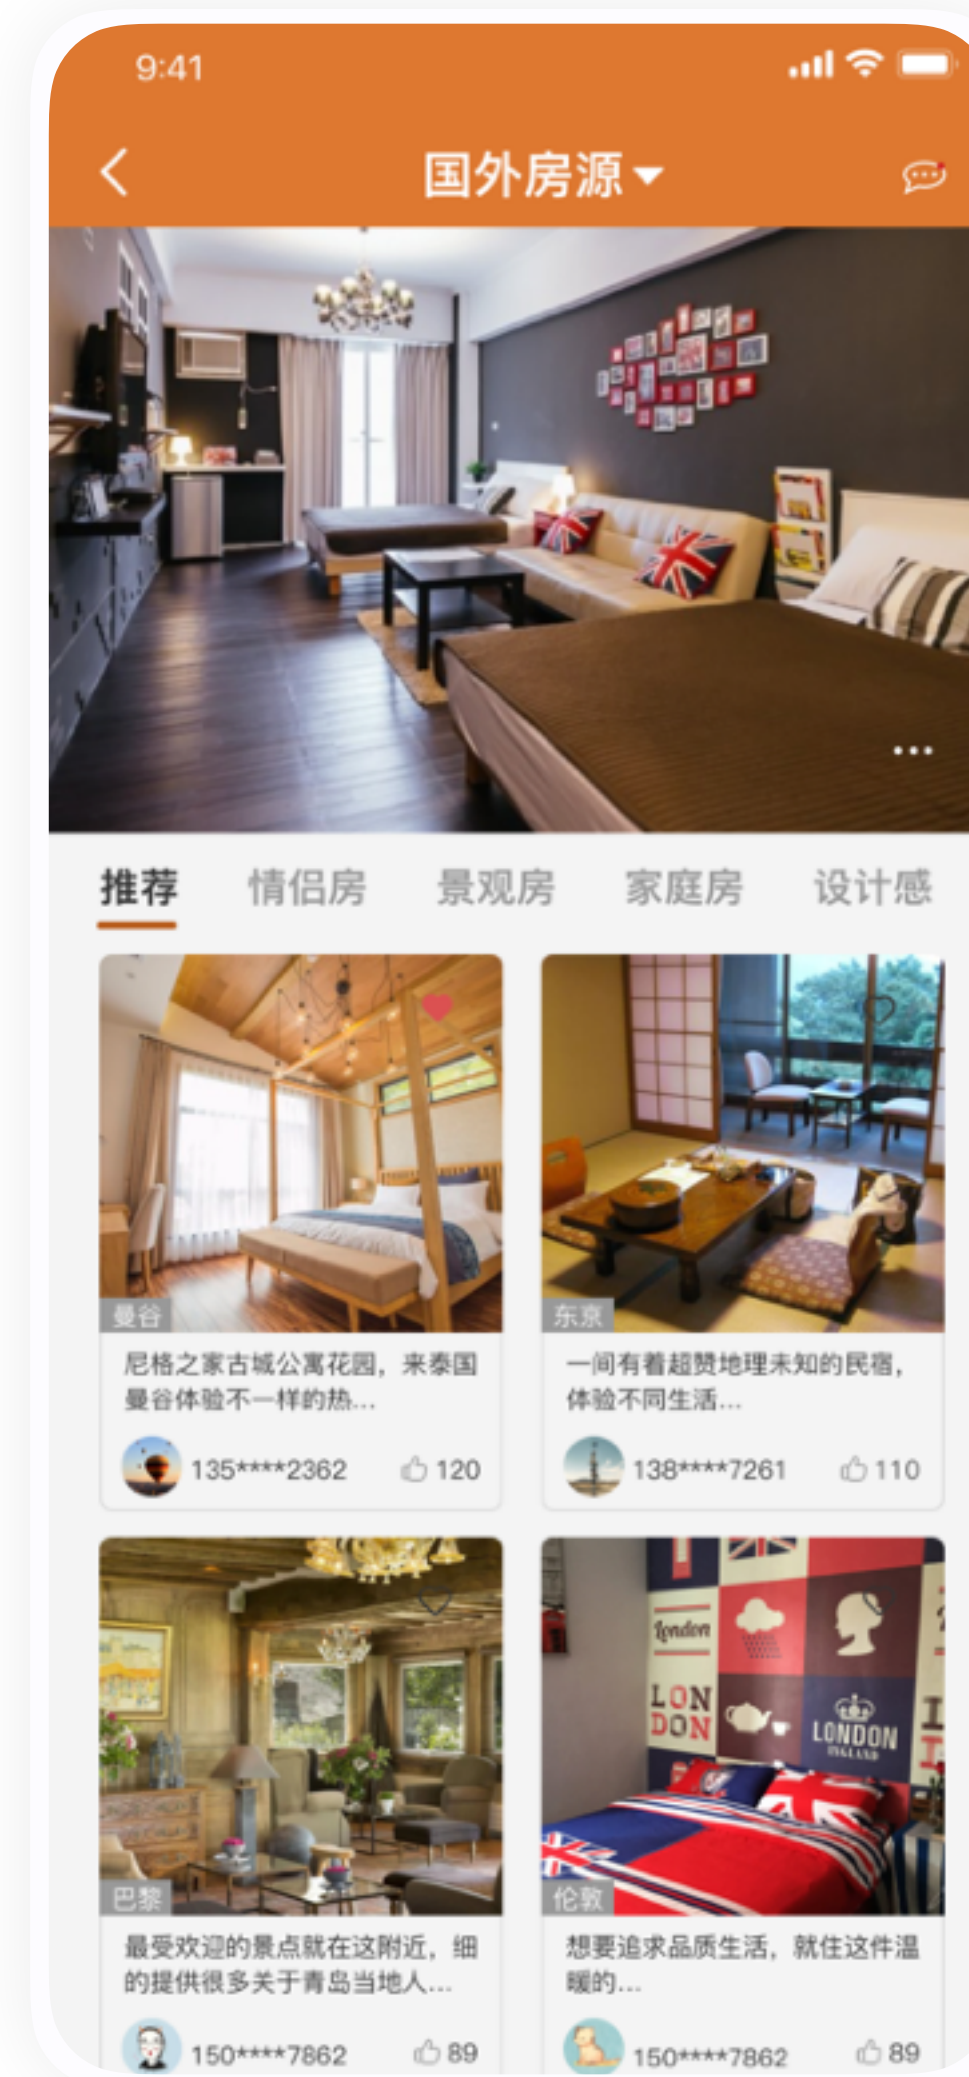 9:41
国外房源
推荐 情侣房 景观房 家庭房 设计感
曼谷
尼格之家古城公寓花园，来泰国
曼谷体验不一样的热...
135****2362 120
东京
一间有着超赞地理未知的民宿，
体验不同生活...
138****7261 110
巴黎
最受欢迎的景点就在这附近，细
的提供很多关于青岛当地人...
150****7862 89
London
LON
DON
LONDON
ENGLAND
伦敦
想要追求品质生活，就住这件温
暖的...
150****7862 89